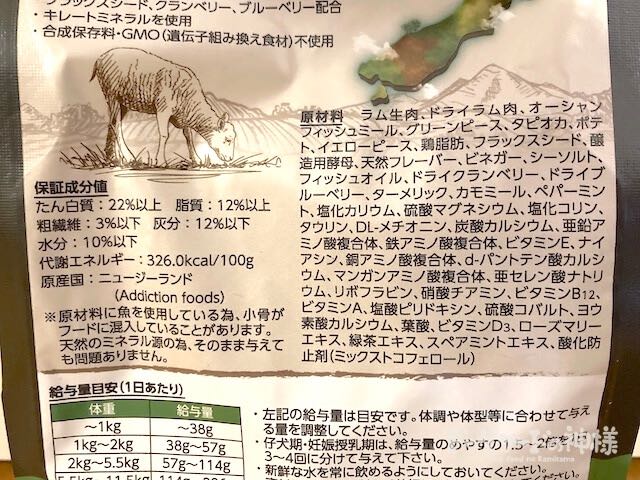 フラックスシード、クランベリー、ブルーベリー配合
・キレートミネラルを使用
・合成保存料・GMO(遺伝子組み換え食材)不使用
保証成分値
たん白質:22%以上 脂質:12%以上
粗繊維:3%以下 灰分:12%以下
水分:10%以下
代謝エネルギー:326.0kcal/100g
原産国:ニュージーランド
(Addiction foods)
※原材料に魚を使用している為、小骨が
フードに混入していることがあります。
天然のミネラル源の為、そのまま与えて
も問題ありません。
原材料 ラム生肉、ドライラム肉、オーシャン
フィッシュミール、グリーンピース、タピオカ、ポテ
ト、イエローピース、鶏脂肪、フラックスシード、醸
造用酵母、天然フレーバー、ビネガー、シーソルト、
フィッシュオイル、ドライクランベリー、ドライブ
ルーベリー、ターメリック、カモミール、ペパーミン
ト、塩化カリウム、硫酸マグネシウム、塩化コリン、
タウリン、DL-メチオニン、炭酸カルシウム、亜鉛ア
ミノ酸複合体、鉄アミノ酸複合体、ビタミンE、ナイ
アシン、銅アミノ酸複合体、d-パントテン酸カルシ
ウム、マンガンアミノ酸複合体、亜セレン酸ナトリ
ウム、リボフラビン、硝酸チアミン、ビタミンB12、
ビタミンA、塩酸ピリドキシン、硫酸コバルト、ヨウ
素酸カルシウム、葉酸、ビタミンD3、ローズマリー
エキス、緑茶エキス、スペアミントエキス、酸化防
止剤(ミックストコフェロール)
給与量目安(1日あたり)
体重 給与量
〜1kg 〜38g
1kg〜2kg 38g〜57g
2kg〜5.5kg 57g〜114g
・左記の給与量は目安です。体調や体型等に合わせて与え
る量を調整してください。
・仔犬期・妊娠授乳期は、給与量のめやすの1.5〜2倍を1日
3〜4回に分けて与えて下さい。
・新鮮な水を常に飲めるようにしておいてください。